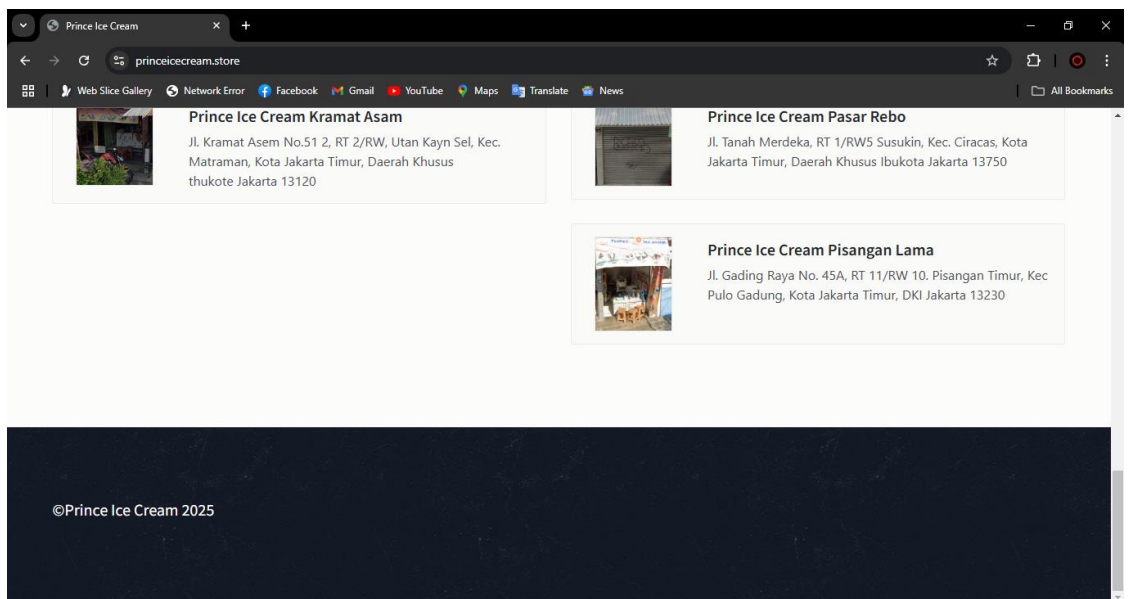 Prince Ice Cream
princeicecream.store
Web Slice Gallery Network Error Facebook Gmail YouTube Maps Translate News All Bookmarks
Prince Ice Cream Kramat Asam
Jl. Kramat Asem No.51 2, RT 2/RW, Utan Kayn Sel, Kec.
Matraman, Kota Jakarta Timur, Daerah Khusus
thukote Jakarta 13120
Prince Ice Cream Pasar Rebo
Jl. Tanah Merdeka, RT 1/RW5 Susukin, Kec. Ciracas, Kota
Jakarta Timur, Daerah Khusus Ibukota Jakarta 13750
Prince Ice Cream Pisangan Lama
Jl. Gading Raya No. 45A, RT 11/RW 10. Pisangan Timur, Kec
Pulo Gadung, Kota Jakarta Timur, DKI Jakarta 13230
©Prince Ice Cream 2025